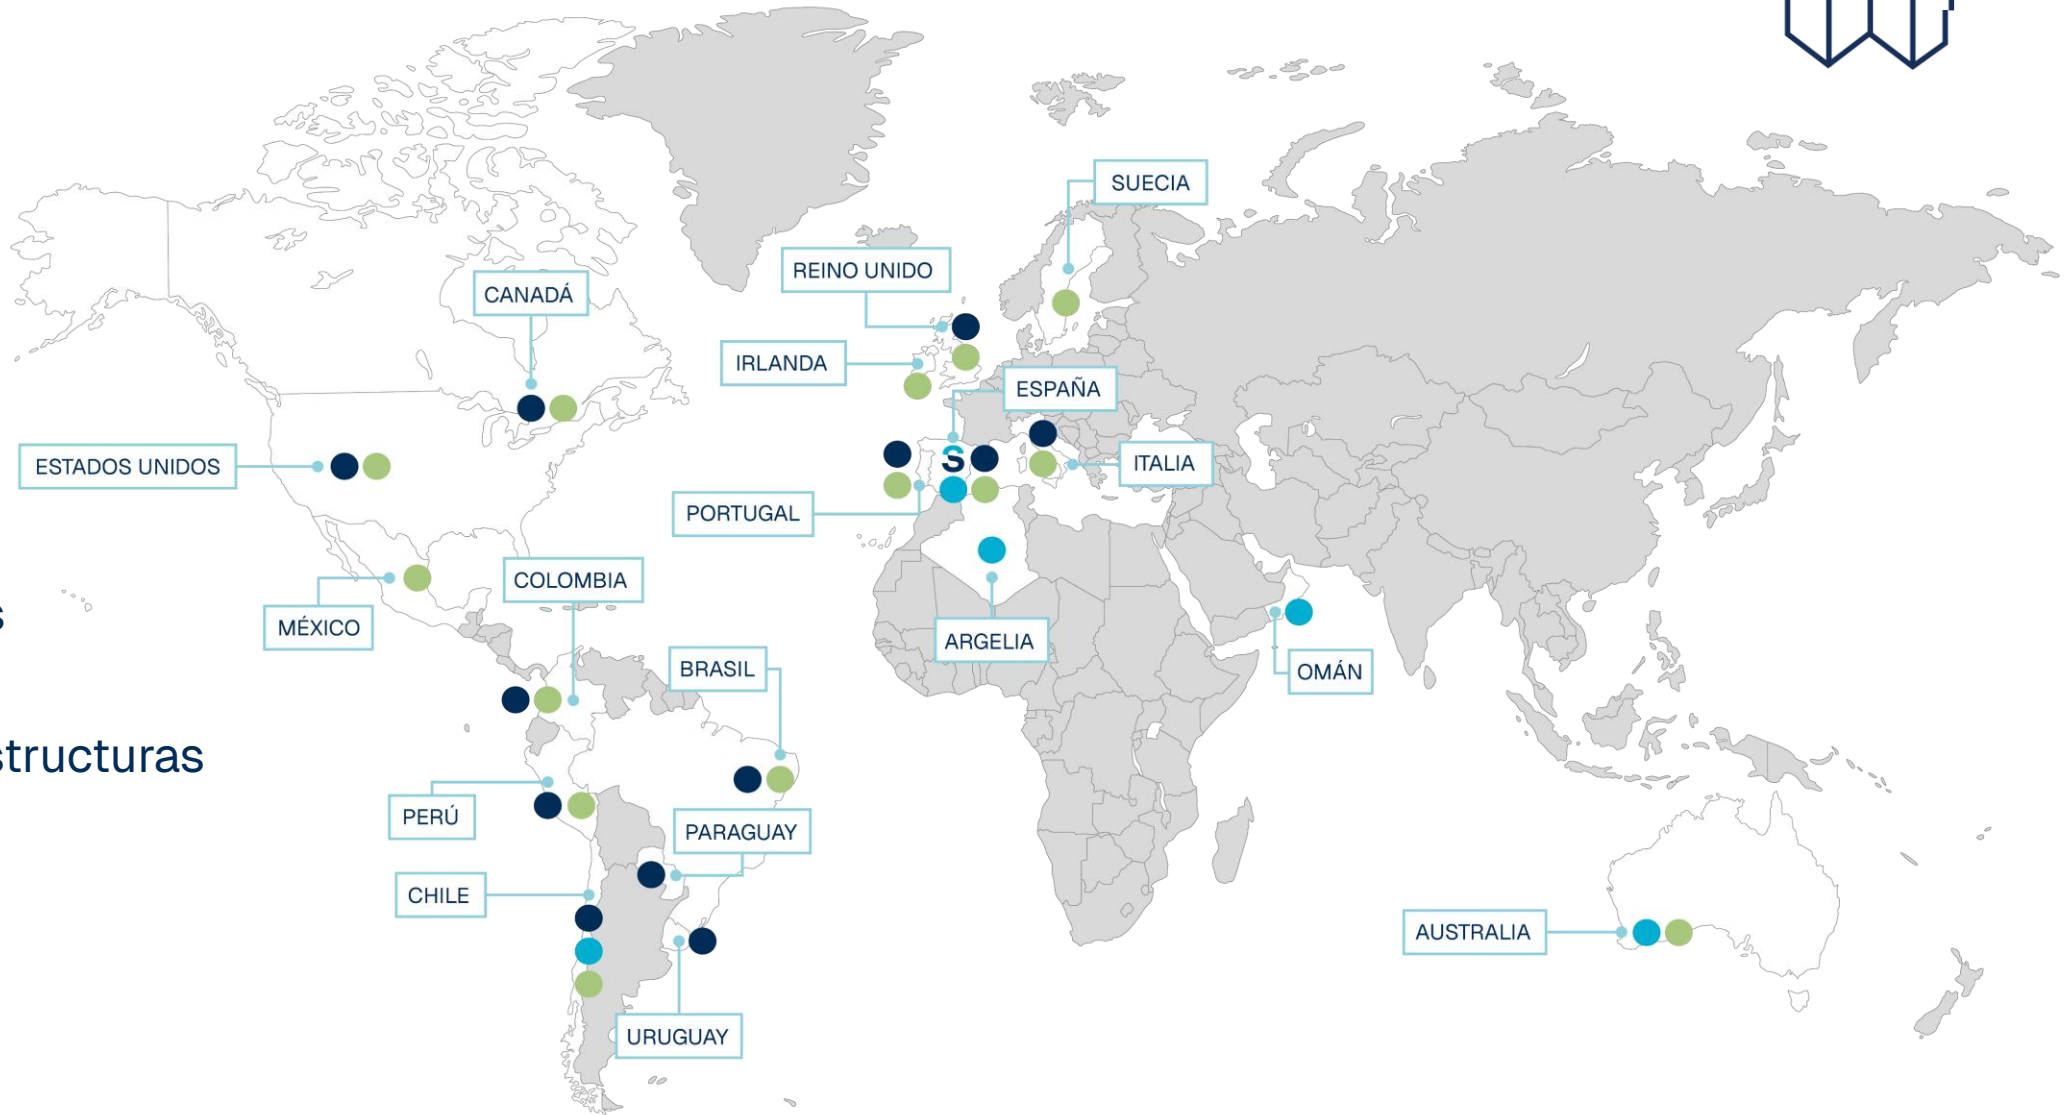 SUECIA
REINO UNIDO
CANADÁ
IRLANDA
ESPAÑA
ESTADOS UNIDOS
ITALIA
PORTUGAL
COLOMBIA
MÉXICO
ARGELIA
BRASIL
OMÁN
structuras
PERÚ
PARAGUAY
CHILE
AUSTRALIA
URUGUAY
S
s